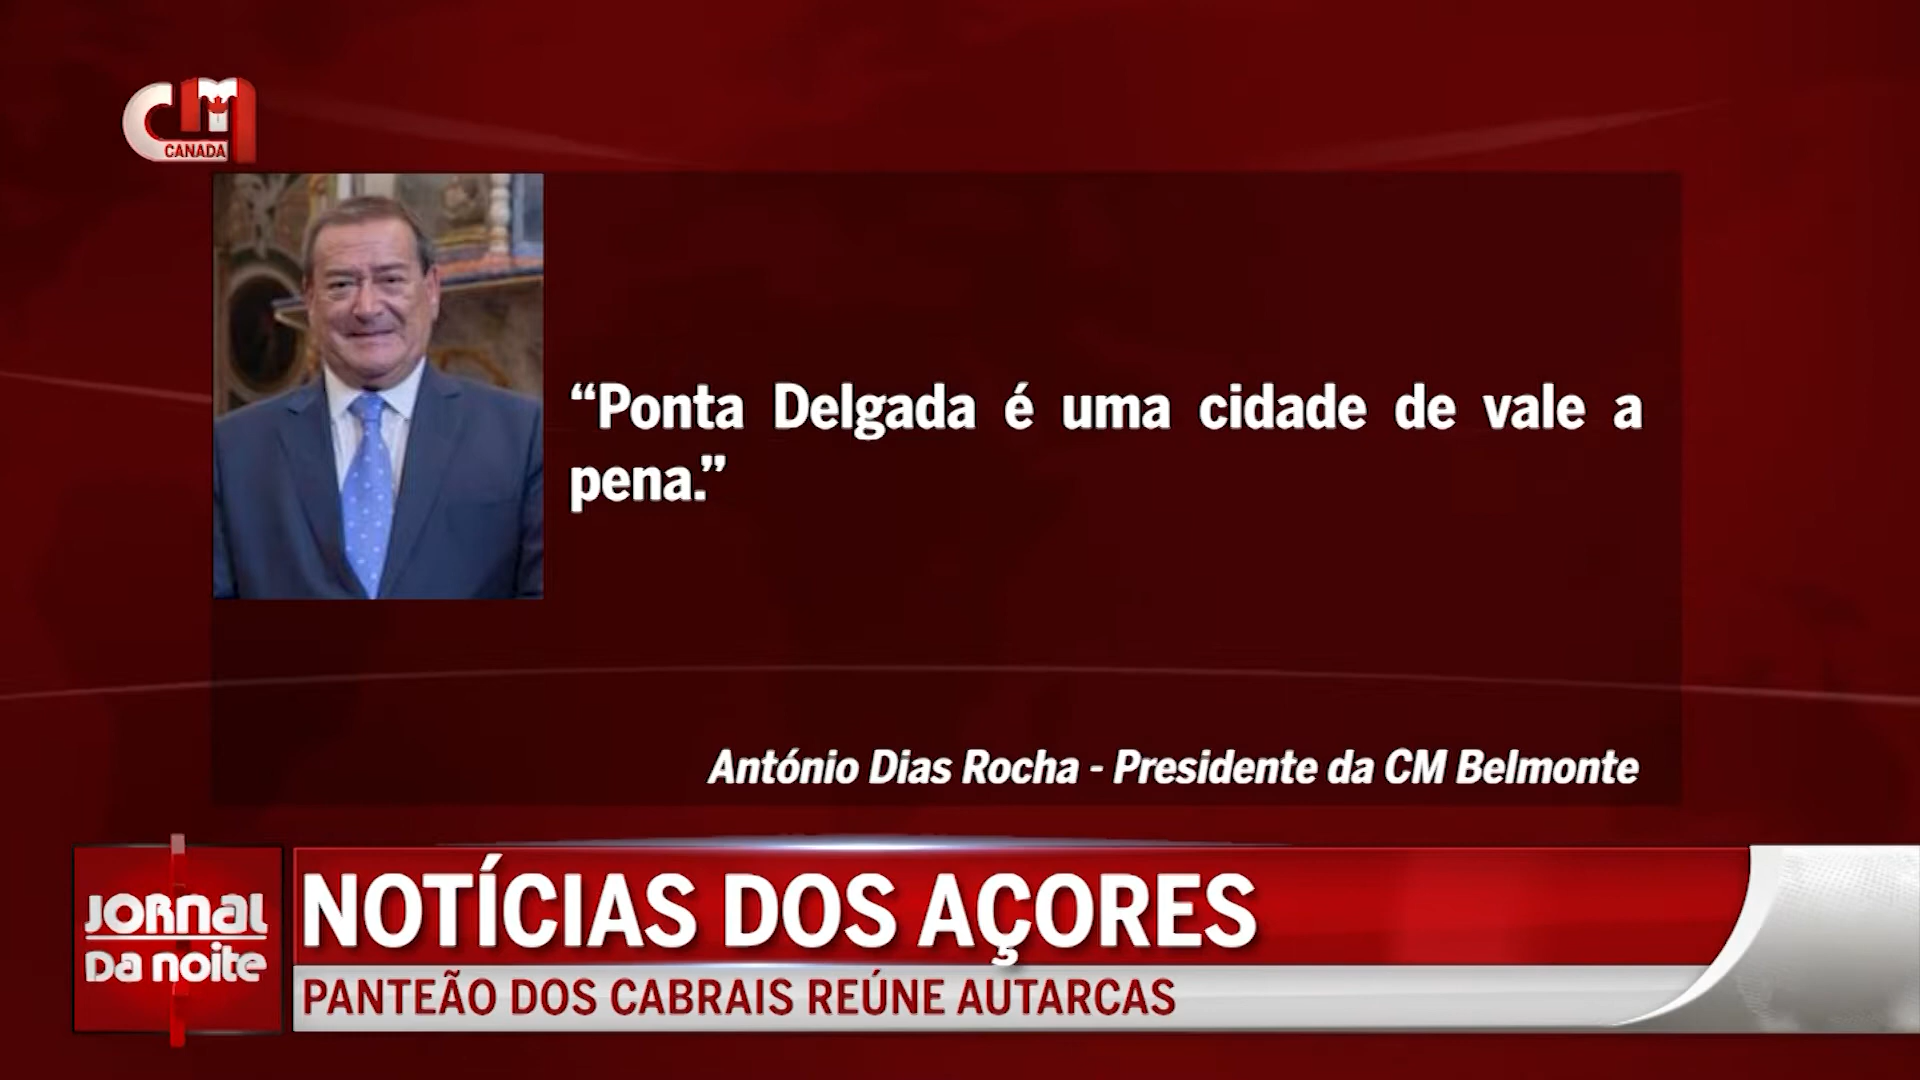 CM
CANADA
“Ponta Delgada é uma cidade de vale a
pena.”
António Dias Rocha - Presidente da CM Belmonte
JORNAL
DA NOITE
NOTÍCIAS DOS AÇORES
PANTEÃO DOS CABRAIS REÚNE AUTARCAS